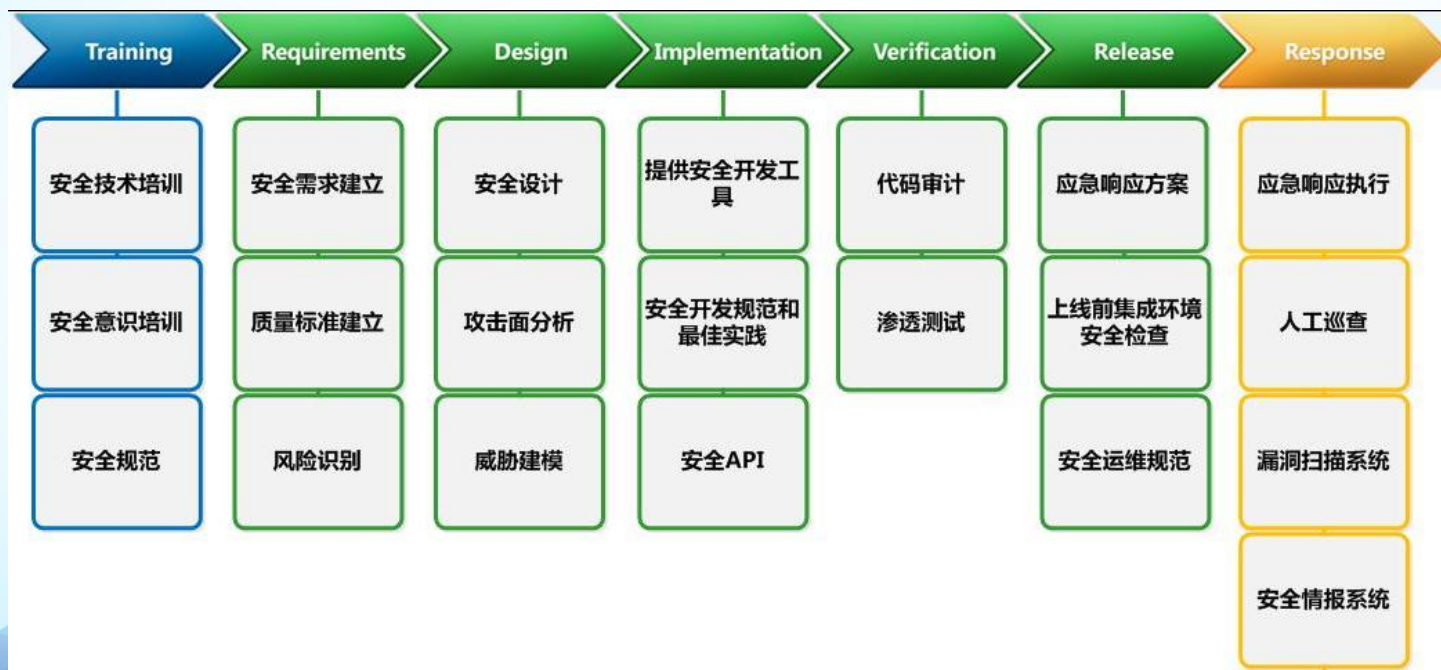 Training
Requirements
Design
Implementation
Verification
Release
Response
安全技术培训
安全意识培训
安全规范
安全需求建立
质量标准建立
风险识别
安全设计
攻击面分析
威胁建模
提供安全开发工
具
安全开发规范和
最佳实践
安全API
代码审计
渗透测试
应急响应方案
上线前集成环境
安全检查
安全运维规范
应急响应执行
人工巡查
漏洞扫描系统
安全情报系统